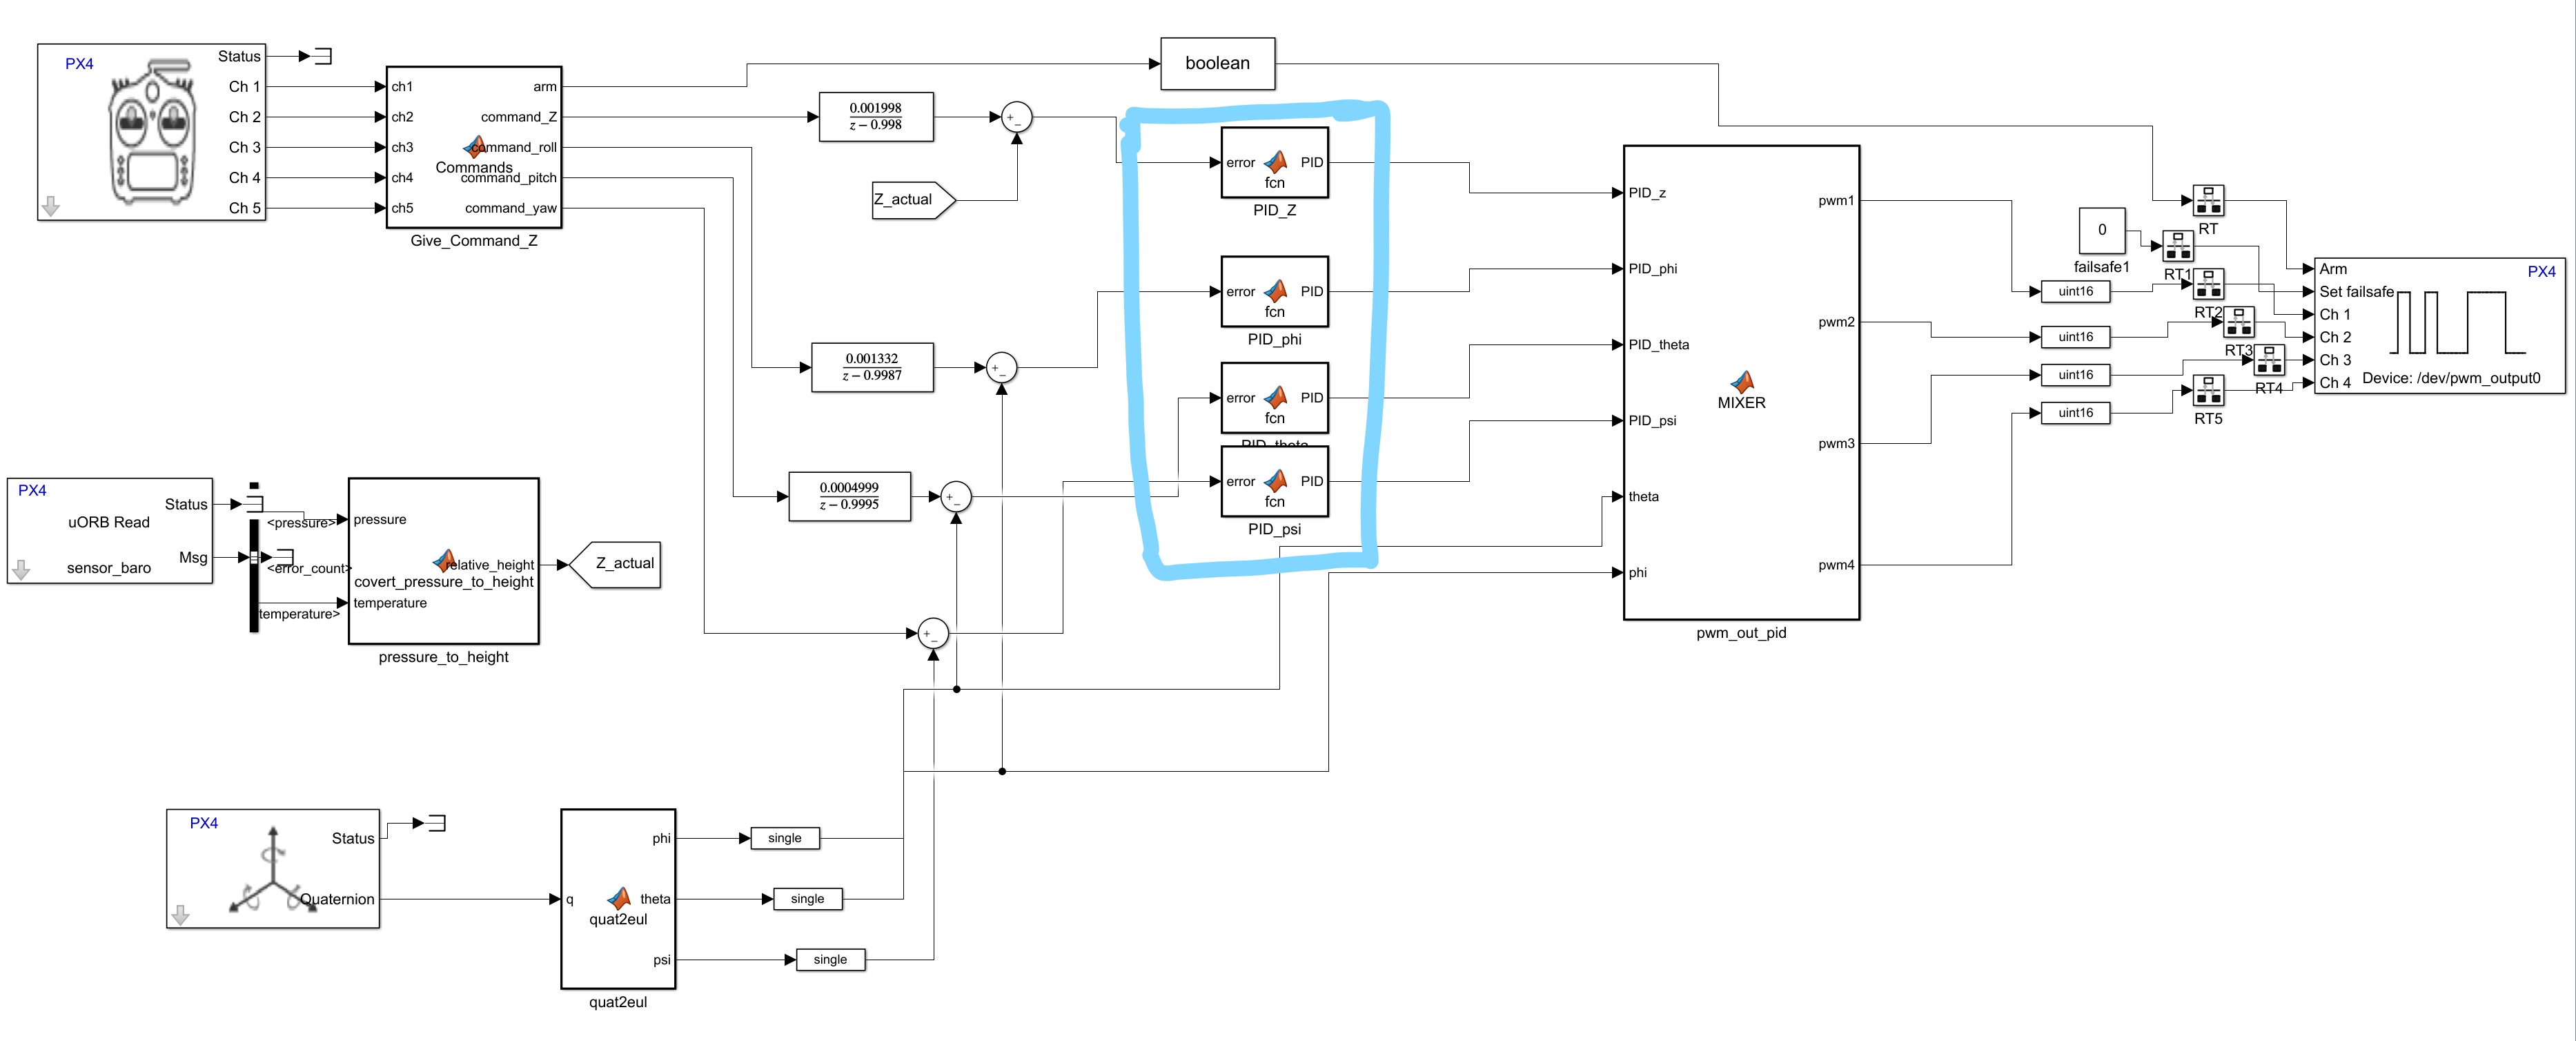 PX4
Status
Ch 1
Ch 2
Ch 3
Ch 4
Ch 5
ch1
ch2
ch3
ch4
ch5
Commands
arm
command_Z
command_roll
command_pitch
command_yaw
Give_Command_Z
boolean
0.001998
z − 0.998
+
−
Z_actual
0.001332
z − 0.9987
+
−
0.0004999
z − 0.9995
+
−
+
−
error
fcn
PID
PID_Z
error
fcn
PID
PID_phi
error
fcn
PID
PID_theta
error
fcn
PID
PID_psi
PID_z
PID_phi
PID_theta
PID_psi
theta
phi
MIXER
pwm1
pwm2
pwm3
pwm4
pwm_out_pid
0
failsafe1
uint16
uint16
uint16
uint16
RT
RT1
RT2
RT3
RT4
RT5
PX4
Arm
Set failsafe
Ch 1
Ch 2
Ch 3
Ch 4
Device: /dev/pwm_output0
PX4
uORB Read
sensor_baro
Status
Msg
<pressure>
<error_count>
temperature>
pressure
temperature
relative_height
covert_pressure_to_height
pressure_to_height
Z_actual
PX4
Status
Quaternion
q
quat2eul
phi
theta
psi
quat2eul
single
single
single